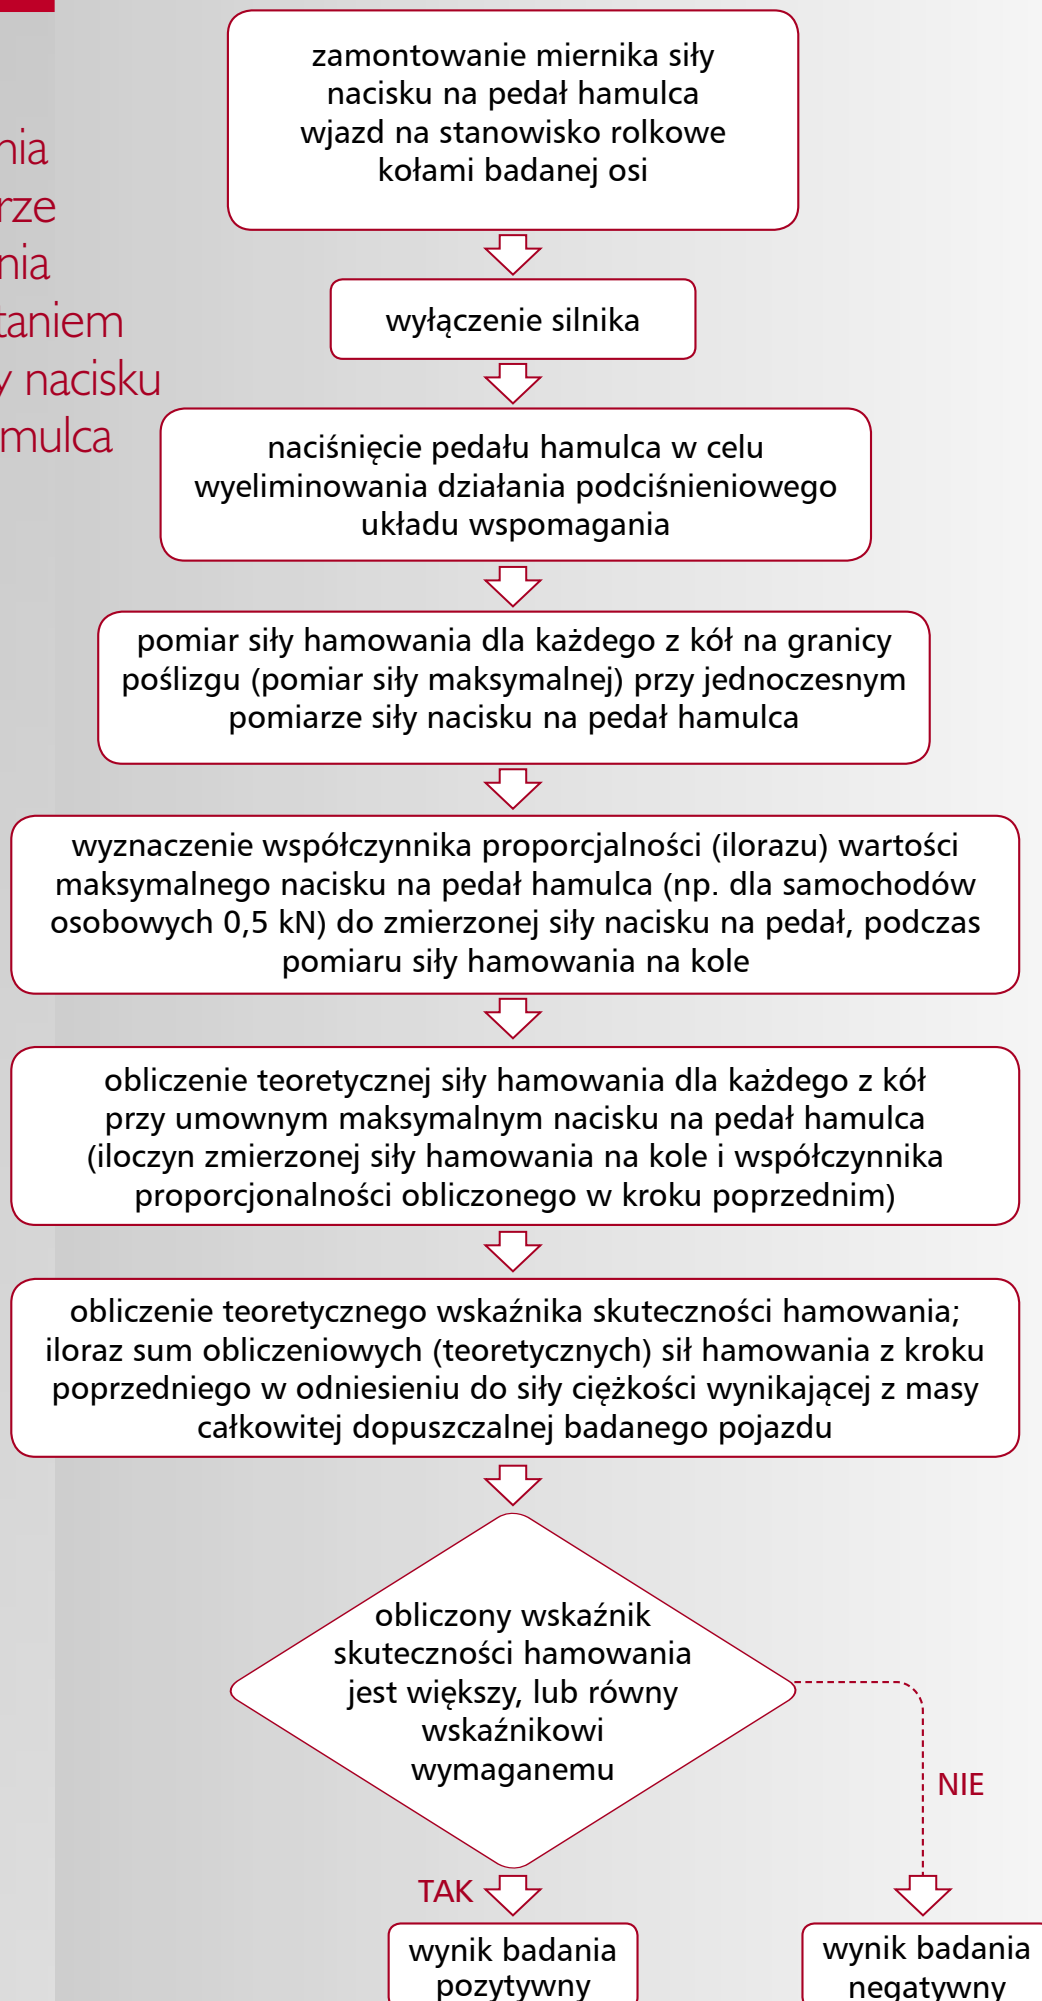 nia
rze
nia
taniem
y nacisku
mulca
zamontowanie miernika siły
nacisku na pedał hamulca
wjazd na stanowisko rolkowe
kołami badanej osi
wyłączenie silnika
naciśnięcie pedału hamulca w celu
wyeliminowania działania podciśnieniowego
układu wspomagania
pomiar siły hamowania dla każdego z kół na granicy
poślizgu (pomiar siły maksymalnej) przy jednoczesnym
pomiarze siły nacisku na pedał hamulca
wyznaczenie współczynnika proporcjalności (ilorazu) wartości
maksymalnego nacisku na pedał hamulca (np. dla samochodów
osobowych 0,5 kN) do zmierzonej siły nacisku na pedał, podczas
pomiaru siły hamowania na kole
obliczenie teoretycznej siły hamowania dla każdego z kół
przy umownym maksymalnym nacisku na pedał hamulca
(iloczyn zmierzonej siły hamowania na kole i współczynnika
proporcjonalności obliczonego w kroku poprzednim)
obliczenie teoretycznego wskaźnika skuteczności hamowania;
iloraz sum obliczeniowych (teoretycznych) sił hamowania z kroku
poprzedniego w odniesieniu do siły ciężkości wynikającej z masy
całkowitej dopuszczalnej badanego pojazdu
obliczony wskaźnik
skuteczności hamowania
jest większy, lub równy
wskaźnikowi
wymaganemu
NIE
TAK
wynik badania
pozytywny
wynik badania
negatywny